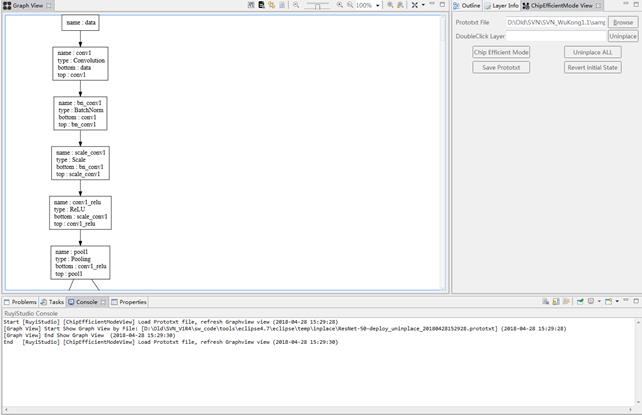 Graph View
100%
Outline Layer Info ChipEfficientMode View
name : data
Prototxt File D:\Old\SVN\SVN_WuKong1.1\samp Browse
DoubleClick Layer Uninplace
Chip Efficient Mode Uninplace ALL
Save Prototxt Revert Initial State
name : conv1
type : Convolution
bottom : data
top : conv1
name : bn_conv1
type : BatchNorm
bottom : conv1
top : bn_conv1
name : scale_conv1
type : Scale
bottom : bn_conv1
top : scale_conv1
name : conv1_relu
type : ReLU
bottom : scale_conv1
top : conv1_relu
name : pool1
type : Pooling
bottom : conv1_relu
top : pool1
Problems Tasks Console Properties
RuyiStudio Console
Start [RuyiStudio] [ChipEfficientModeView] Load Prototxt file, refresh Graphview view (2018-04-28 15:29:28)
[Graph View] Start Show Graph View by File: [D:\Old\SVN_V1R4\sw_code\tools\eclipse4.7\eclipse\temp\inplace\ResNet-50-deploy_uninplace_20180428152928.prototxt] (2018-04-28 15:29:28)
[Graph View] End Show Graph View (2018-04-28 15:29:30)
End [RuyiStudio] [ChipEfficientModeView] Load Prototxt file, refresh Graphview view (2018-04-28 15:29:30)